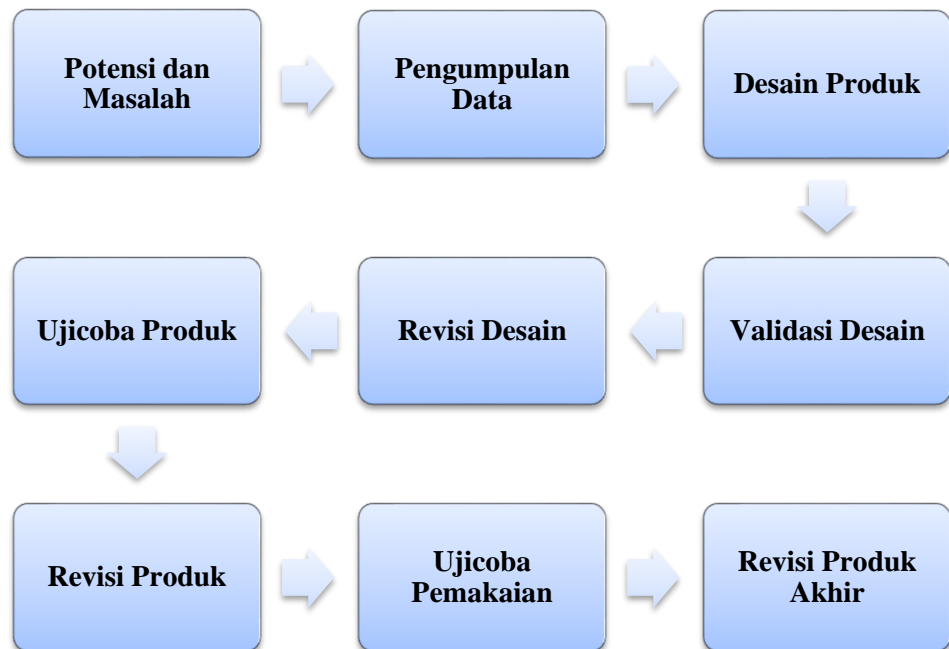 Potensi dan
Masalah
Pengumpulan
Data
Desain Produk
Validasi Desain
Revisi Desain
Ujicoba Produk
Revisi Produk
Ujicoba
Pemakaian
Revisi Produk
Akhir